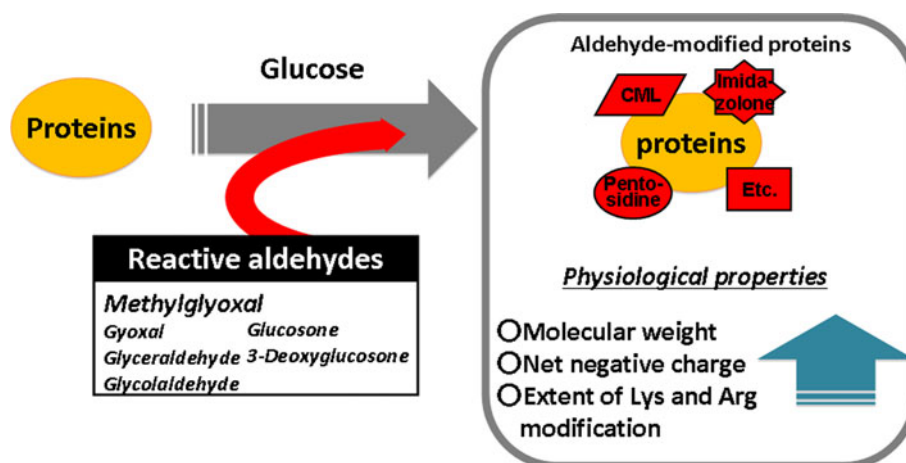 Proteins
Glucose
Reactive aldehydes
Methylglyoxal
Gyoxal Glucosone
Glyceraldehyde 3-Deoxyglucosone
Glycolaldehyde
Aldehyde-modified proteins
CML
Imida-
zolone
proteins
Pento-
sidine
Etc.
Physiological properties
○Molecular weight
○Net negative charge
○Extent of Lys and Arg
modification